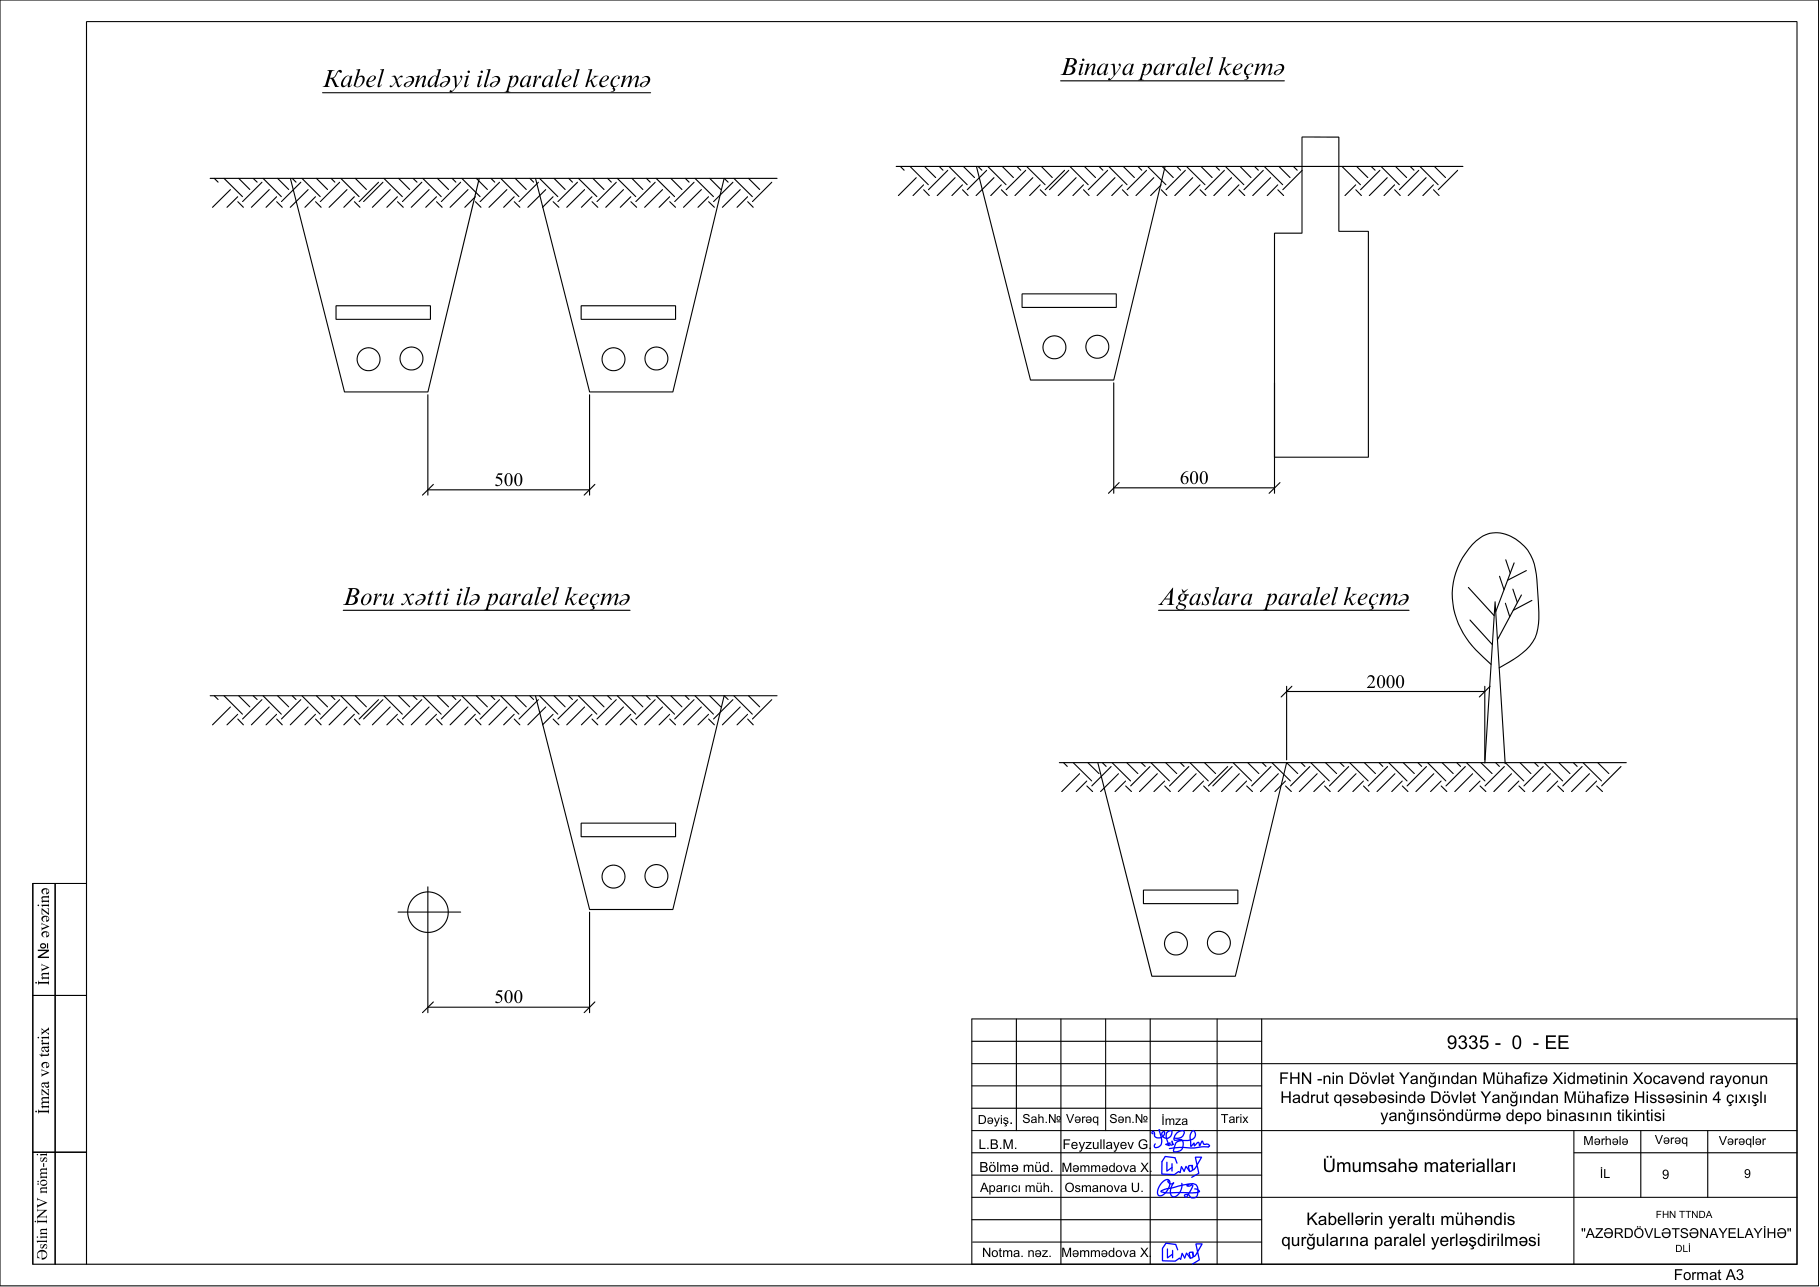 Kabel xəndəyi ilə paralel keçmə
Binaya paralel keçmə
500
600
Boru xətti ilə paralel keçmə
Ağaslara paralel keçmə
2000
500
İnv № əvəzinə
İmza və tarix
Əslin İNV nöm-si
9335 - 0 - EE
FHN -nin Dövlət Yanğından Mühafizə Xidmətinin Xocavənd rayonun
Hadrut qəsəbəsində Dövlət Yanğından Mühafizə Hissəsinin 4 çıxışlı
yanğınsöndürmə depo binasının tikintisi
Dəyiş. Sah.№ Vərəq Sən.№ İmza Tarix
L.B.M. Feyzullayev G.
Bölmə müd. Məmmədova X.
Aparıcı müh. Osmanova U.
Notma. nəz. Məmmədova X.
Ümumsahə materialları
Mərhələ Vərəq Vərəqlər
İL 9 9
Kabellərin yeraltı mühəndis
qurğularına paralel yerləşdirilməsi
FHN TTNDA
"AZƏRDÖVLƏTSƏNAYELAYİHƏ"
DLİ
Format A3